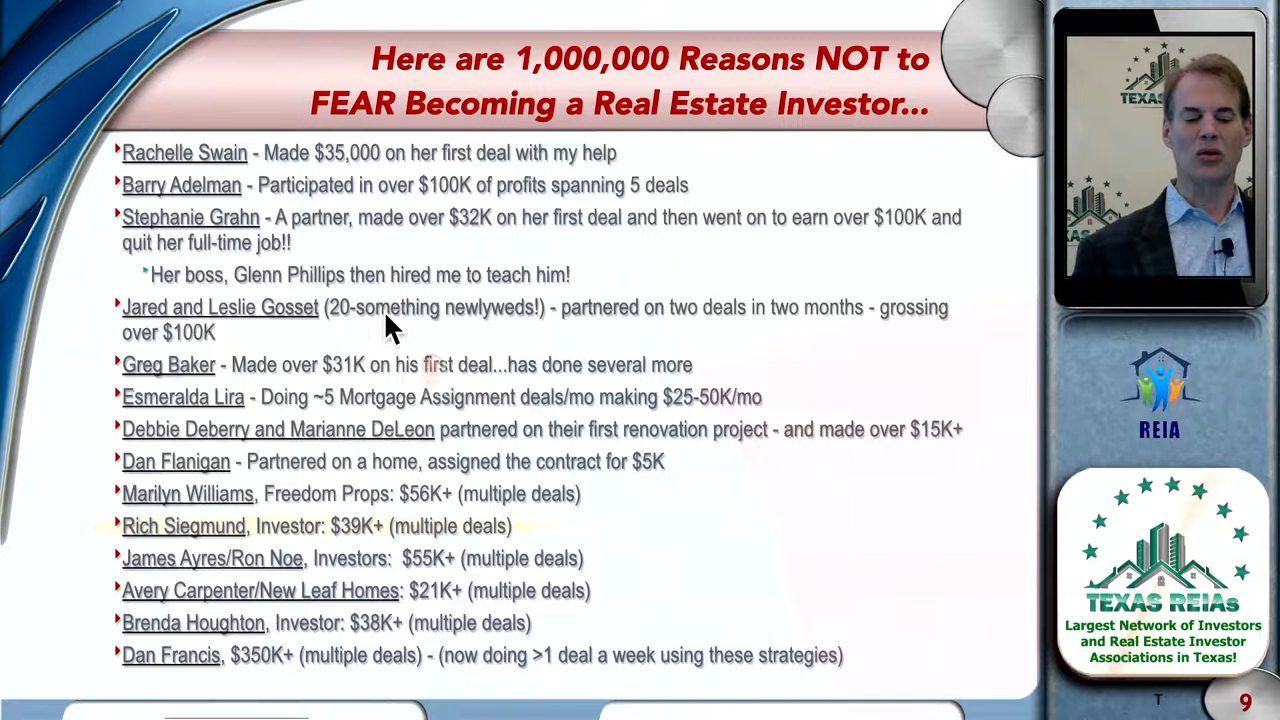 Here are 1,000,000 Reasons NOT to
FEAR Becoming a Real Estate Investor...
Rachelle Swain - Made $35,000 on her first deal with my help
Barry Adelman - Participated in over $100K of profits spanning 5 deals
Stephanie Grahn - A partner, made over $32K on her first deal and then went on to earn over $100K and
quit her full-time job!!
Her boss, Glenn Phillips then hired me to teach him!
Jared and Leslie Gosset (20-something newlyweds!) - partnered on two deals in two months - grossing
over $100K
Greg Baker - Made over $31K on his first deal...has done several more
Esmeralda Lira - Doing ~5 Mortgage Assignment deals/mo making $25-50K/mo
Debbie Deberry and Marianne DeLeon partnered on their first renovation project - and made over $15K+
Dan Flanigan - Partnered on a home, assigned the contract for $5K
Marilyn Williams, Freedom Props: $56K+ (multiple deals)
Rich Siegmund, Investor: $39K+ (multiple deals)
James Ayres/Ron Noe, Investors: $55K+ (multiple deals)
Avery Carpenter/New Leaf Homes: $21K+ (multiple deals)
Brenda Houghton, Investor: $38K+ (multiple deals)
Dan Francis, $350K+ (multiple deals) - (now doing >1 deal a week using these strategies)
TEXAS
REIA
TEXAS REIAs
Largest Network of Investors
and Real Estate Investor
Associations in Texas!
T
9